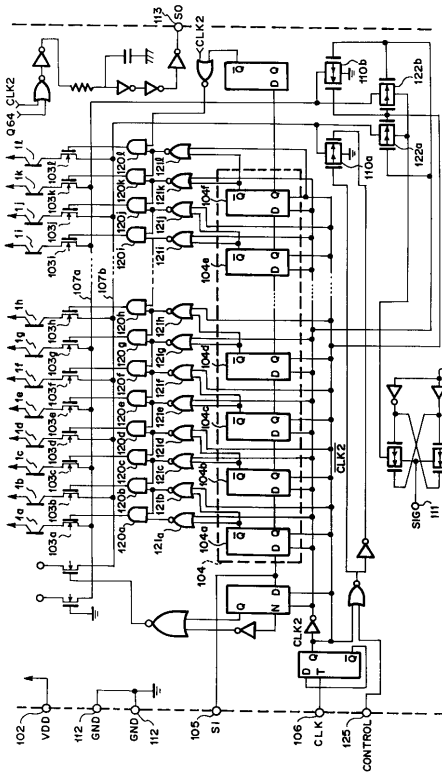 113
SO
Q64 CLK2
CLK2
1a
1b
1c
1d
1e
1f
1g
1h
1i
1j
1k
1l
103a
103b
103c
103d
103e
103f
103g
103h
103i
103j
103k
103l
107a
107b
120a
120b
120c
120d
120e
120f
120g
120h
120i
120j
120k
120l
121a
121b
121c
121d
121e
121f
121g
121h
121i
121j
121k
121l
104
104a
104b
104c
104d
104e
104f
D
Q̅
D
Q̅
D
Q̅
D
Q̅
D
Q̅
D
Q̅
D
Q̅
Q
N
D
110a
110b
122a
122b
102
VDD
112
GND
GND
112
105
SI
106
CLK
125
CONTROL
D
Q
T
Q̅
CLK2
C̅L̅K̅2̅
SIG
111